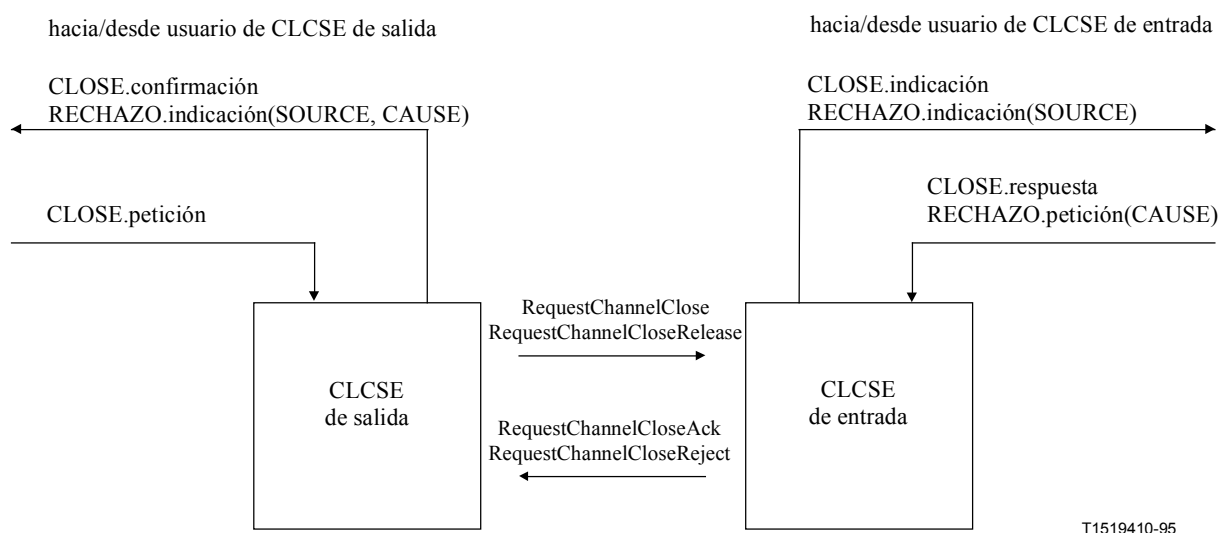 hacia/desde usuario de CLCSE de salida
hacia/desde usuario de CLCSE de entrada
CLOSE.confirmación
RECHAZO.indicación(SOURCE, CAUSE)
CLOSE.indicación
RECHAZO.indicación(SOURCE)
CLOSE.petición
CLOSE.respuesta
RECHAZO.petición(CAUSE)
RequestChannelClose
RequestChannelCloseRelease
CLCSE
de salida
CLCSE
de entrada
RequestChannelCloseAck
RequestChannelCloseReject
T1519410-95